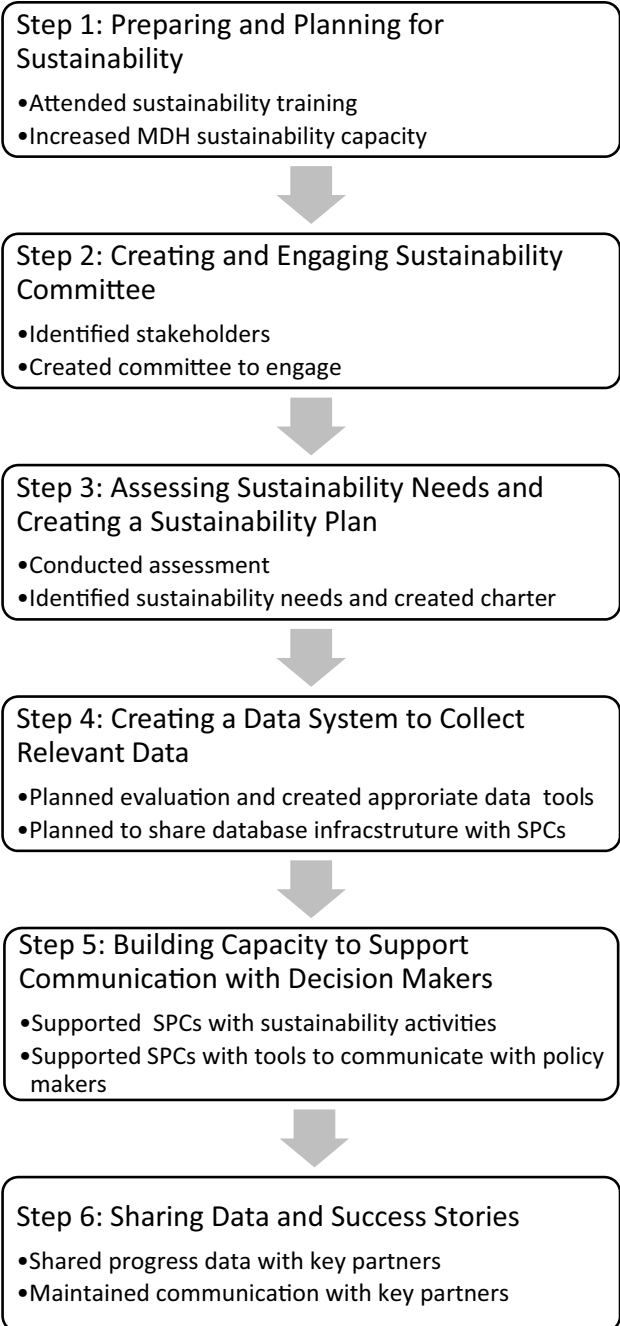 Step 1: Preparing and Planning for
Sustainability
•Attended sustainability training
•Increased MDH sustainability capacity
Step 2: Creating and Engaging Sustainability
Committee
•Identified stakeholders
•Created committee to engage
Step 3: Assessing Sustainability Needs and
Creating a Sustainability Plan
•Conducted assessment
•Identified sustainability needs and created charter
Step 4: Creating a Data System to Collect
Relevant Data
•Planned evaluation and created approriate data tools
•Planned to share database infracstruture with SPCs
Step 5: Building Capacity to Support
Communication with Decision Makers
•Supported SPCs with sustainability activities
•Supported SPCs with tools to communicate with policy
makers
Step 6: Sharing Data and Success Stories
•Shared progress data with key partners
•Maintained communication with key partners